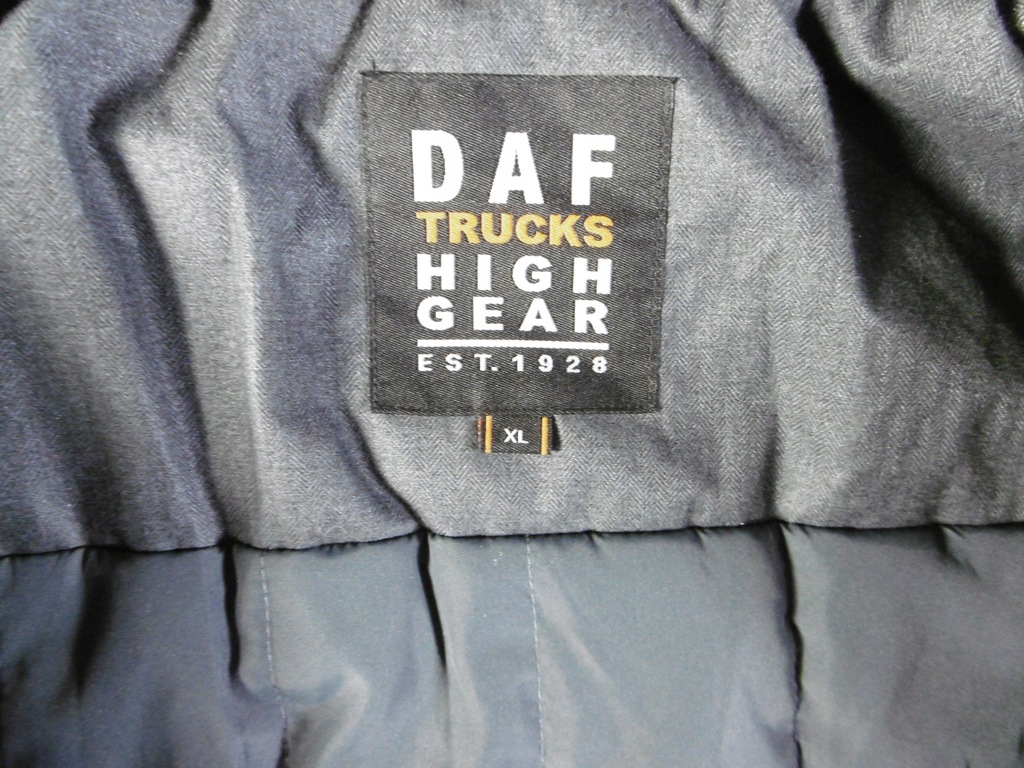 DAF
TRUCKS
HIGH
GEAR
EST. 1928
XL